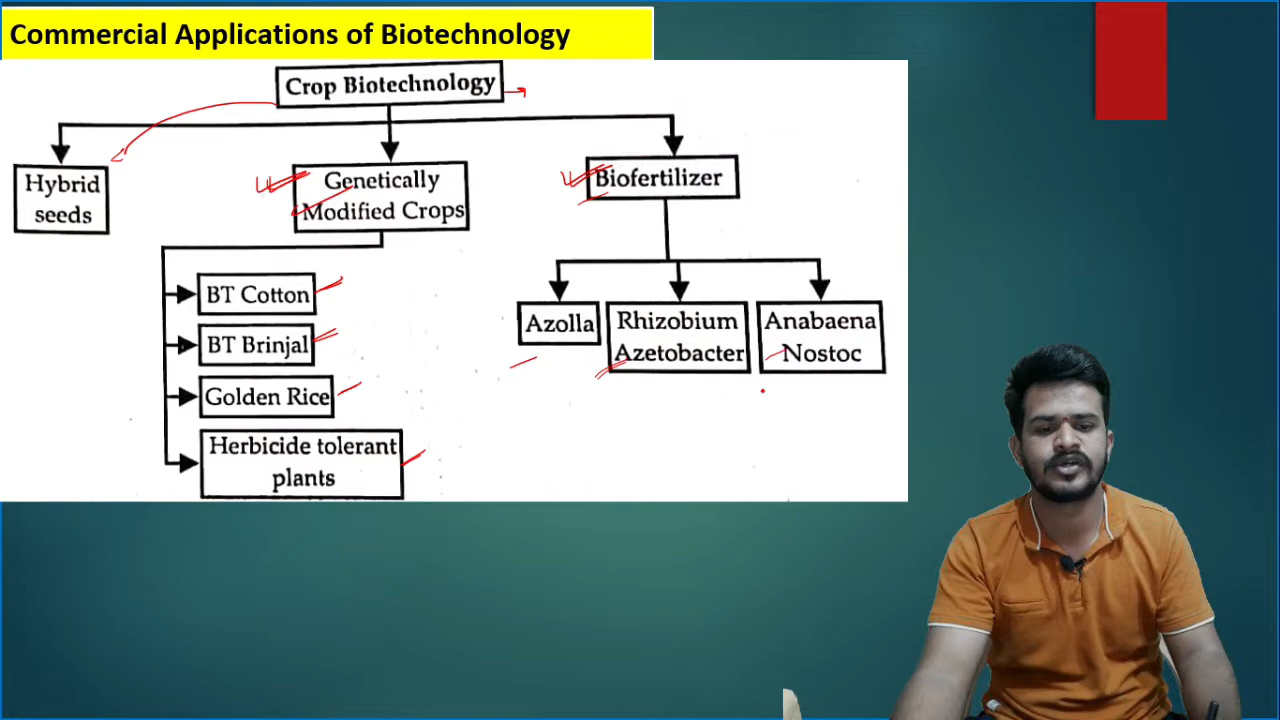 Commercial Applications of Biotechnology
Crop Biotechnology
Hybrid
seeds
Genetically
Modified Crops
Biofertilizer
BT Cotton
BT Brinjal
Golden Rice
Herbicide tolerant
plants
Azolla
Rhizobium
Azetobacter
Anabaena
Nostoc